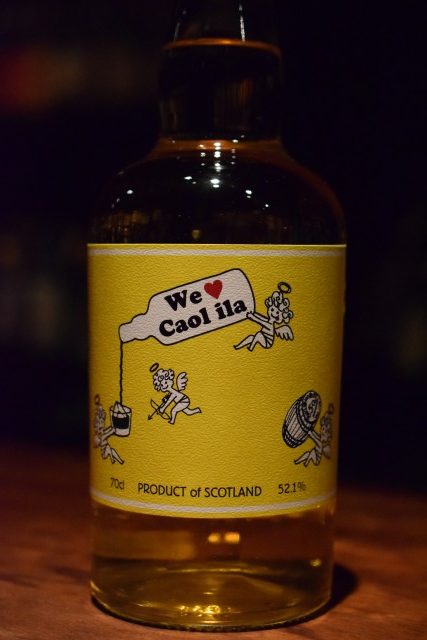 We ❤
Caol ila
70cl PRODUCT of SCOTLAND 52.1%